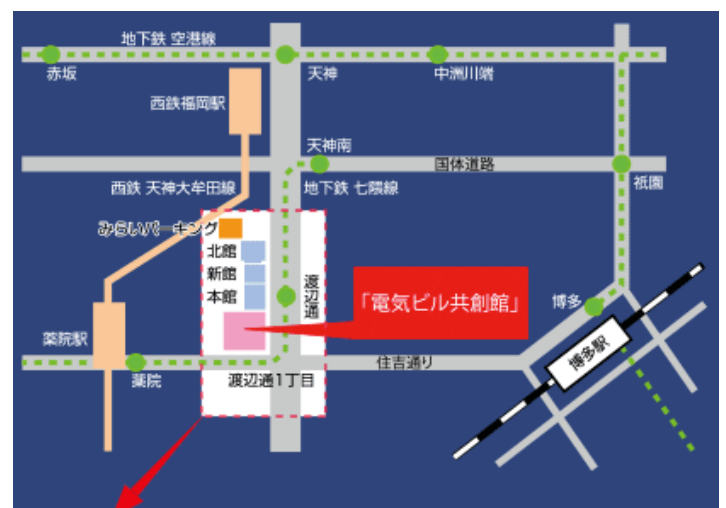 地下鉄 空港線
赤坂
天神
中洲川端
西鉄福岡駅
天神南
国体道路
西鉄 天神大牟田線
地下鉄 七隈線
祇園
みらいパーキング
北館
新館
本館
渡辺通
「電気ビル共創館」
博多
博多駅
薬院駅
薬院
渡辺通1丁目
住吉通り